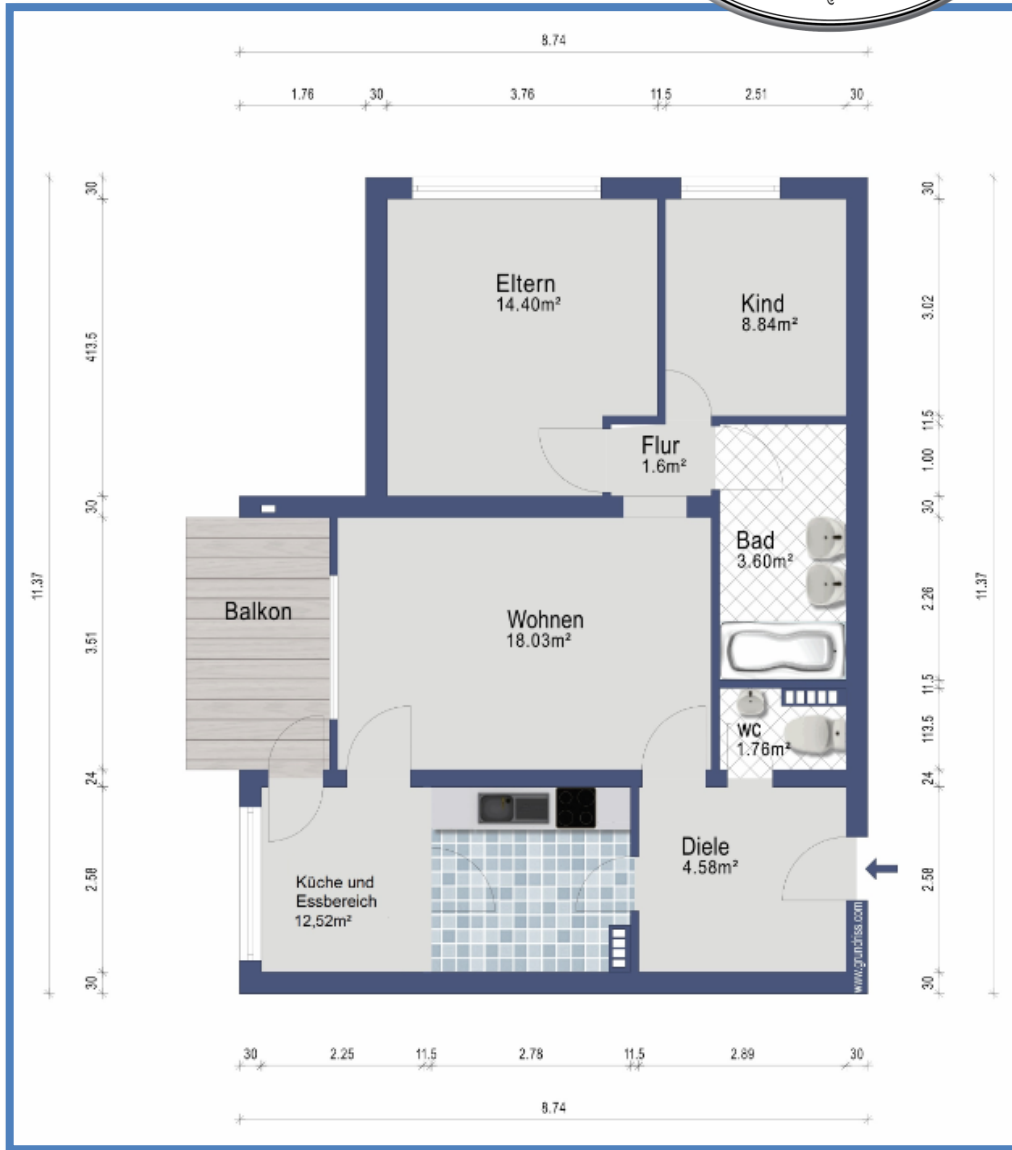 8.74
1.76 30 3.76 11.5 2.51 30
30
413.5
30
3.51
24
2.58
30
11.37
Eltern
14.40m²
Kind
8.84m²
Flur
1.6m²
Bad
3.60m²
Balkon
Wohnen
18.03m²
WC
1.76m²
Diele
4.58m²
Küche und
Essbereich
12,52m²
www.grundriss.com
30
3.02
11.5
1.00
30
2.26
11.5
113.5
24
2.58
30
11.37
30 2.25 11.5 2.78 11.5 2.89 30
8.74